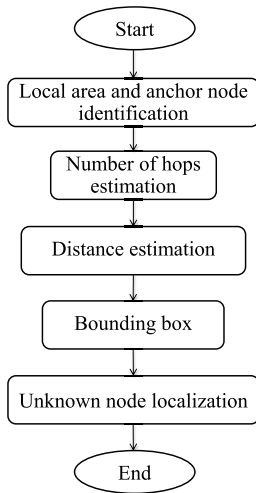 Start
Local area and anchor node
identification
Number of hops
estimation
Distance estimation
Bounding box
Unknown node localization
End